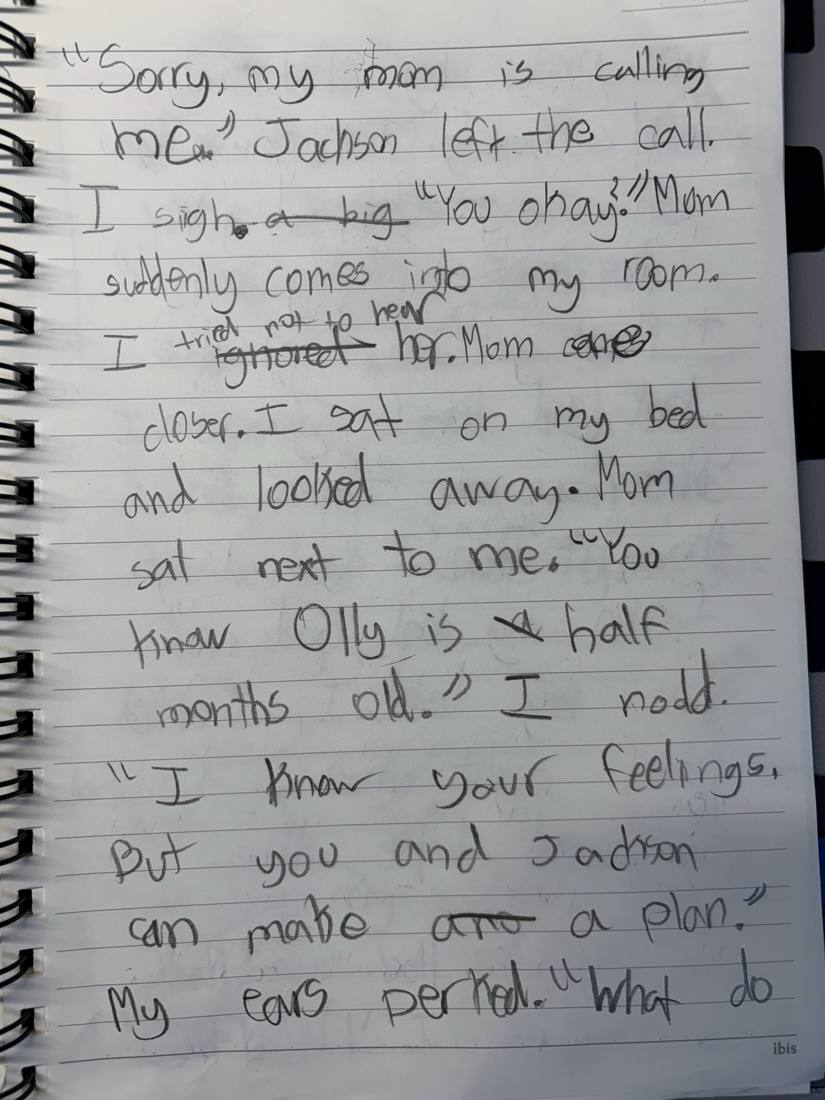 "Sorry, my mom is calling
me." Jackson left the call.
I sigh. a big "You okay?" Mom
suddenly comes into my room.
tried not to hear
I ignored her. Mom came
closer. I sat on my bed
and looked away. Mom
sat next to me. "You
know Olly is a half
months old." I nodd.
"I know your feelings.
But you and Jackson
can make and a plan."
My ears perked. "What do
ibis